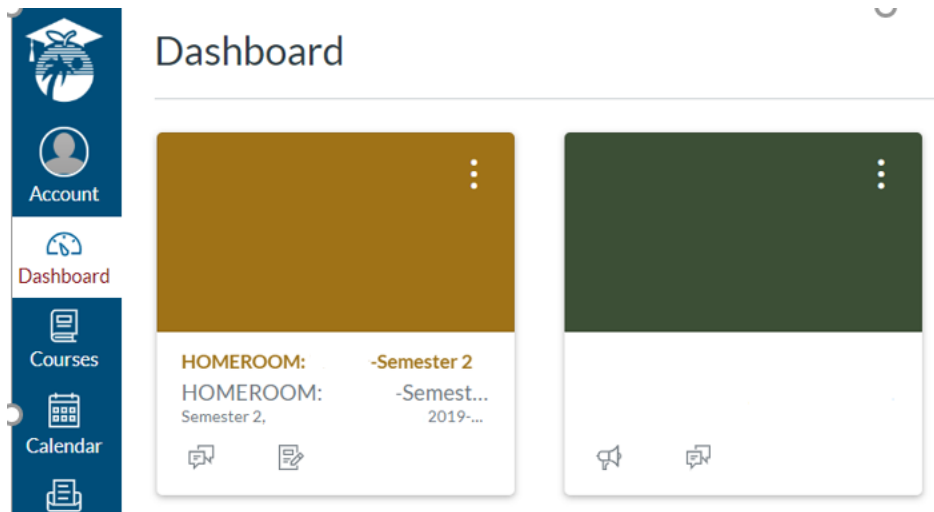 Dashboard
Account
Dashboard
Courses
Calendar
HOMEROOM: -Semester 2
HOMEROOM: -Semest...
Semester 2, 2019-...